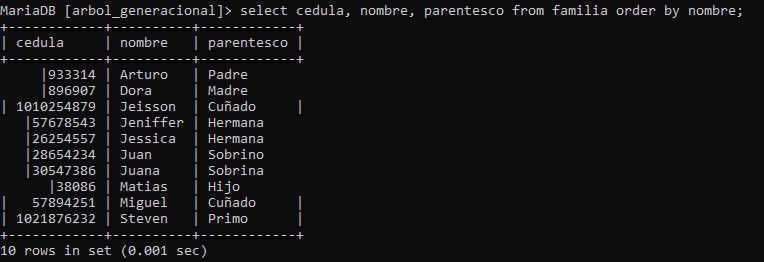 MariaDB [arbol_generacional]> select cedula, nombre, parentesco from familia order by nombre;
+------------+----------+------------+
| cedula     | nombre   | parentesco |
+------------+----------+------------+
     |933314 | Arturo   | Padre
     |896907 | Dora     | Madre
| 1010254879 | Jeisson  | Cuñado     |
   |57678543 | Jeniffer | Hermana
   |26254557 | Jessica  | Hermana
   |28654234 | Juan     | Sobrino
   |30547386 | Juana    | Sobrina
      |38086 | Matias   | Hijo
|   57894251 | Miguel   | Cuñado     |
| 1021876232 | Steven   | Primo      |
+------------+----------+------------+
10 rows in set (0.001 sec)